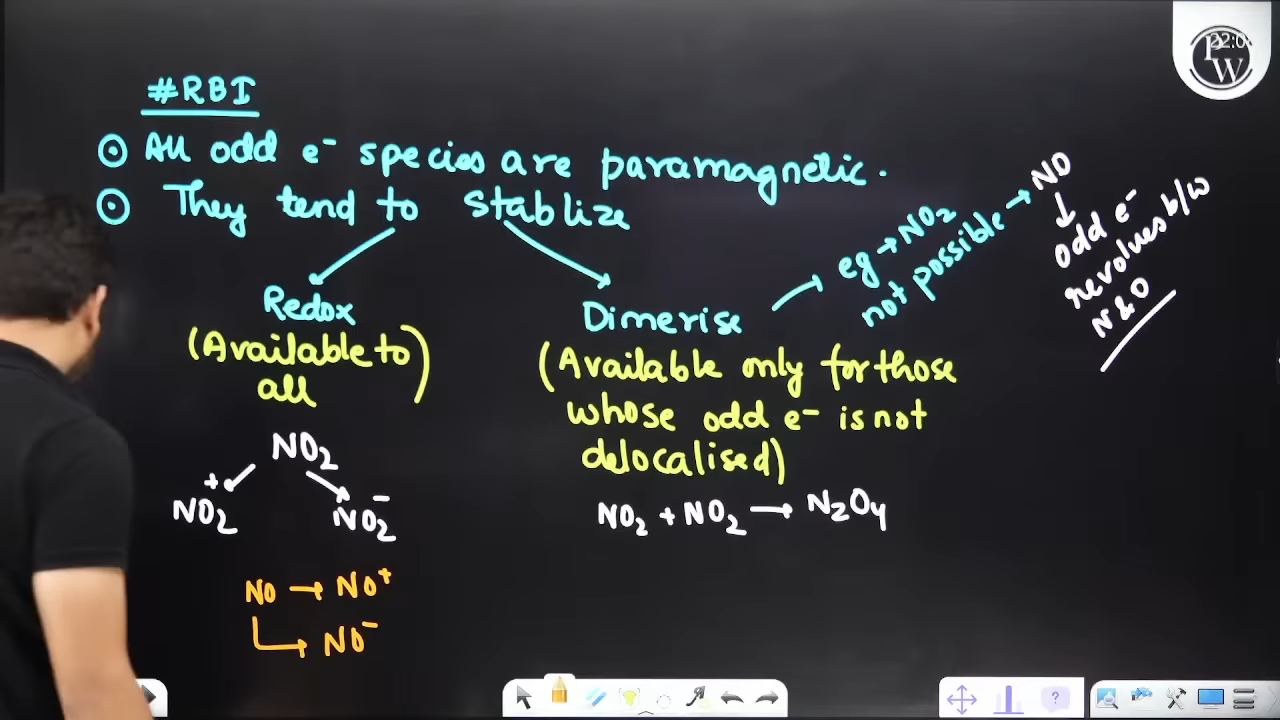 22:0
PW
#RBI
⊙ All odd e⁻ species are paramagnetic.
⊙ They tend to Stablize
Redox
(Available to
all)
NO₂
NO₂⁺ NO₂⁻
NO → NO⁺
→ NO⁻
Dimerise
(Available only for those
whose odd e⁻ is not
delocalised)
NO₂ + NO₂ → N₂O₄
eg → NO₂
not possible → NO
↓
odd e⁻
revolves b/w
N & O